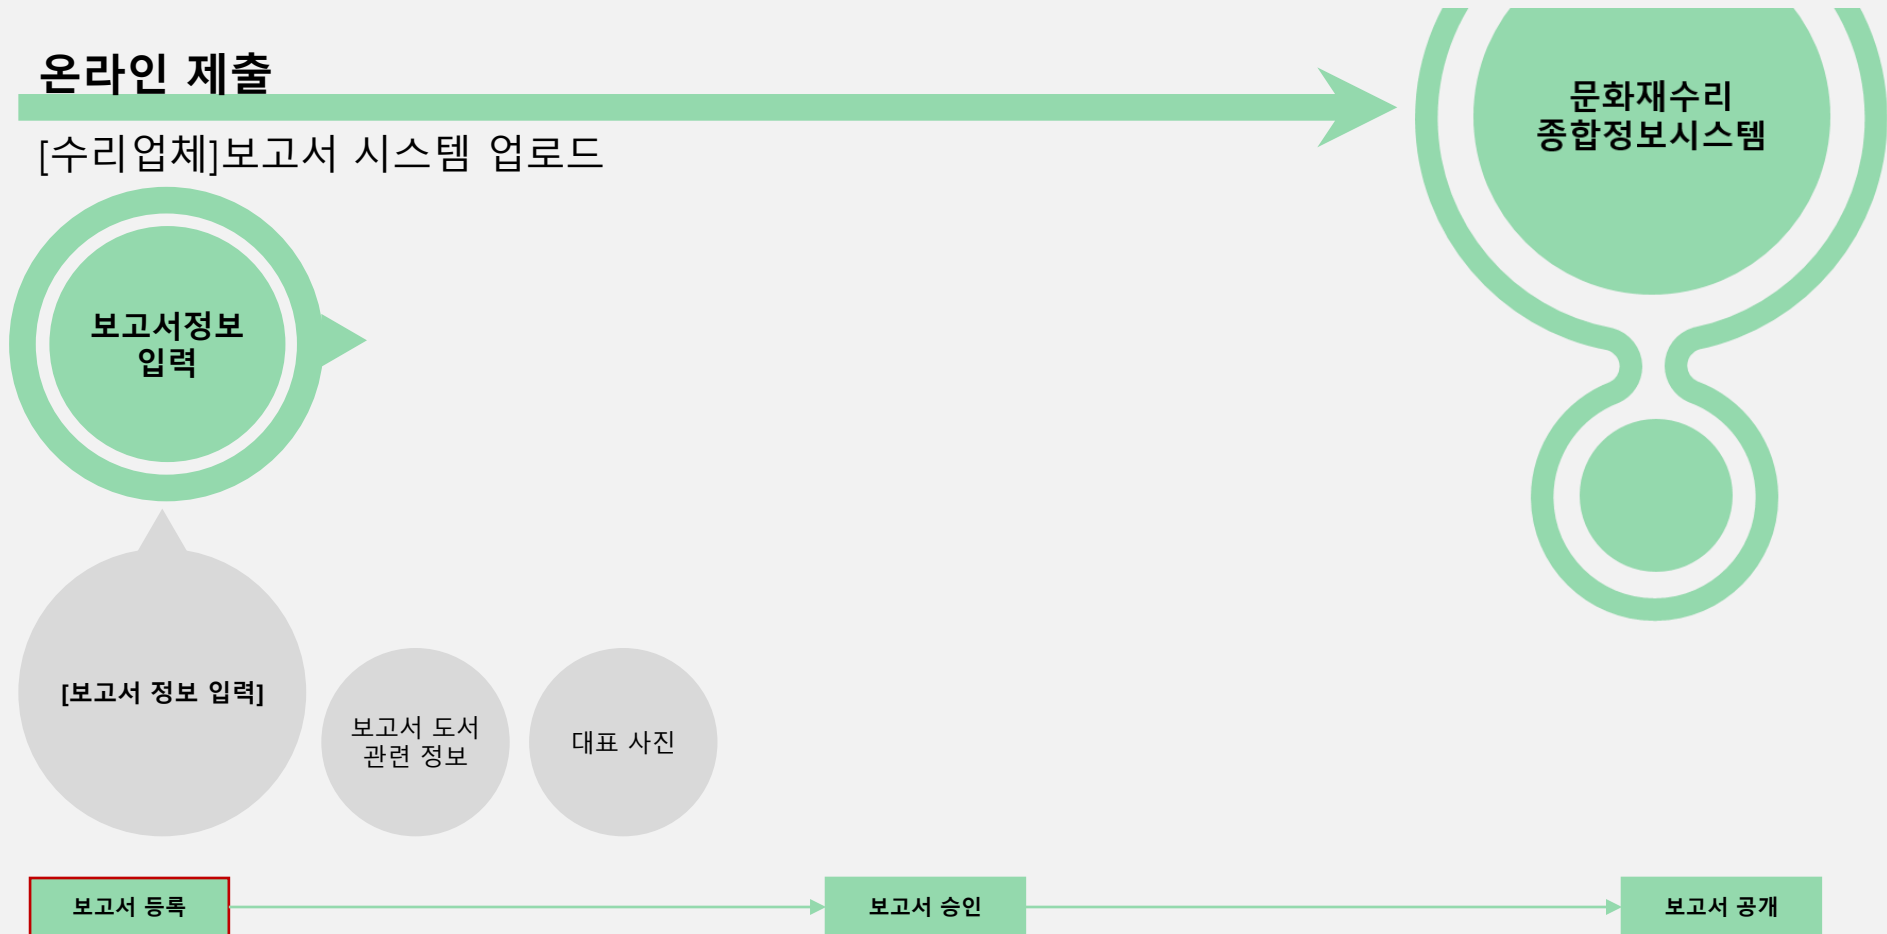 온라인 제출
[수리업체]보고서 시스템 업로드
문화재수리
종합정보시스템
보고서정보
입력
[보고서 정보 입력]
보고서 도서
관련 정보
대표 사진
보고서 등록
보고서 승인
보고서 공개